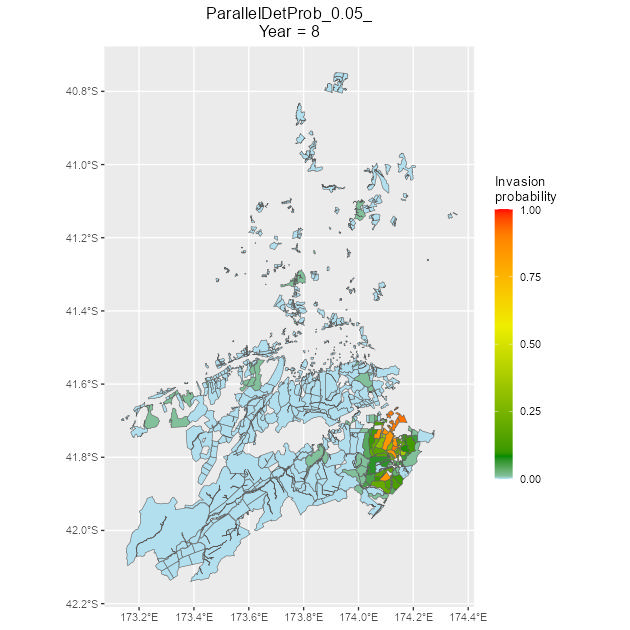 ParallelDetProb_0.05_
Year = 8
40.8°S
41.0°S
41.2°S
41.4°S
41.6°S
41.8°S
42.0°S
42.2°S
173.2°E 173.4°E 173.6°E 173.8°E 174.0°E 174.2°E 174.4°E
Invasion
probability
1.00
0.75
0.50
0.25
0.00